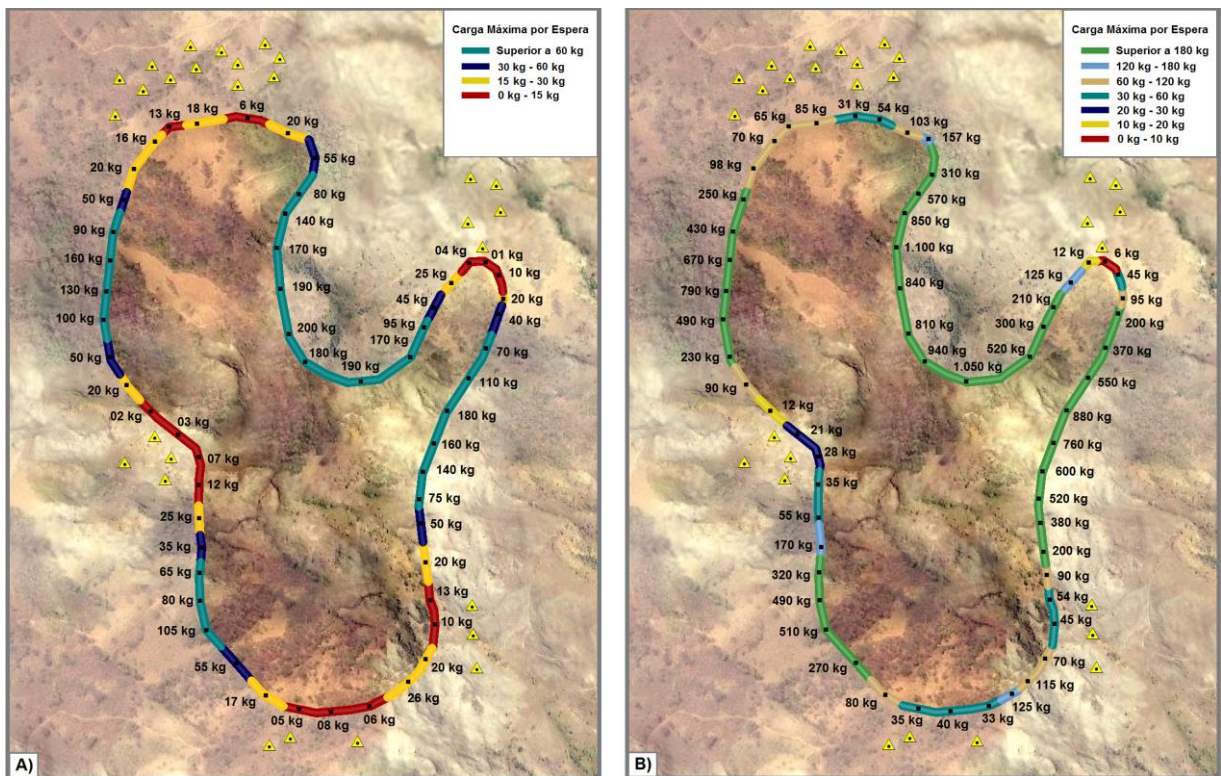 Carga Máxima por Espera
Superior a 60 kg
30 kg - 60 kg
15 kg - 30 kg
0 kg - 15 kg
13 kg
18 kg
6 kg
20 kg
16 kg
55 kg
20 kg
80 kg
50 kg
140 kg
90 kg
170 kg
04 kg
01 kg
160 kg
25 kg
10 kg
130 kg
190 kg
45 kg
20 kg
100 kg
95 kg
40 kg
200 kg
170 kg
70 kg
50 kg
180 kg
190 kg
110 kg
20 kg
02 kg
180 kg
03 kg
160 kg
07 kg
140 kg
12 kg
75 kg
25 kg
50 kg
35 kg
20 kg
65 kg
13 kg
80 kg
10 kg
105 kg
20 kg
55 kg
26 kg
17 kg
05 kg
08 kg
06 kg
A)
Carga Máxima por Espera
Superior a 180 kg
120 kg - 180 kg
60 kg - 120 kg
30 kg - 60 kg
20 kg - 30 kg
10 kg - 20 kg
0 kg - 10 kg
65 kg
85 kg
31 kg
54 kg
103 kg
70 kg
157 kg
98 kg
310 kg
250 kg
570 kg
430 kg
850 kg
670 kg
1.100 kg
12 kg
6 kg
790 kg
840 kg
125 kg
45 kg
490 kg
210 kg
95 kg
230 kg
810 kg
300 kg
200 kg
940 kg
520 kg
370 kg
90 kg
1.050 kg
550 kg
12 kg
880 kg
21 kg
760 kg
28 kg
600 kg
35 kg
520 kg
55 kg
380 kg
170 kg
200 kg
320 kg
90 kg
490 kg
54 kg
510 kg
45 kg
270 kg
70 kg
80 kg
115 kg
35 kg
40 kg
33 kg
125 kg
B)